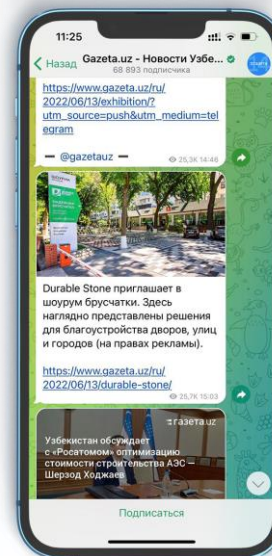 11:25
Назад
Gazeta.uz - Новости Узбе...
68 893 подписчика
https://www.gazeta.uz/ru/
2022/06/13/exhibition/?
utm_source=push&utm_medium=tel
egram
— @gazetauz —
25,3K 14:46
Durable Stone приглашает в
шоурум брусчатки. Здесь
наглядно представлены решения
для благоустройства дворов, улиц
и городов (на правах рекламы).
https://www.gazeta.uz/ru/
2022/06/13/durable-stone/
25,7K 15:03
газета.uz
Узбекистан обсуждает
с «Росатомом» оптимизацию
стоимости строительства АЭС —
Шерзод Ходжаев
Подписаться